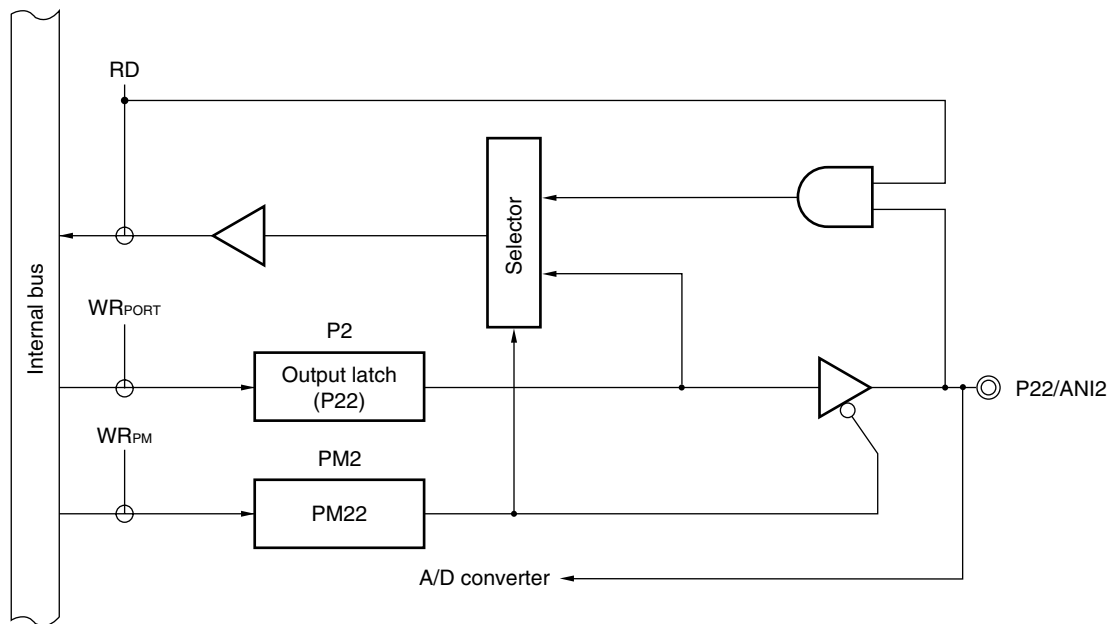 RD
Selector
Internal bus
WRPORT
P2
Output latch
(P22)
P22/ANI2
WRPM
PM2
PM22
A/D converter